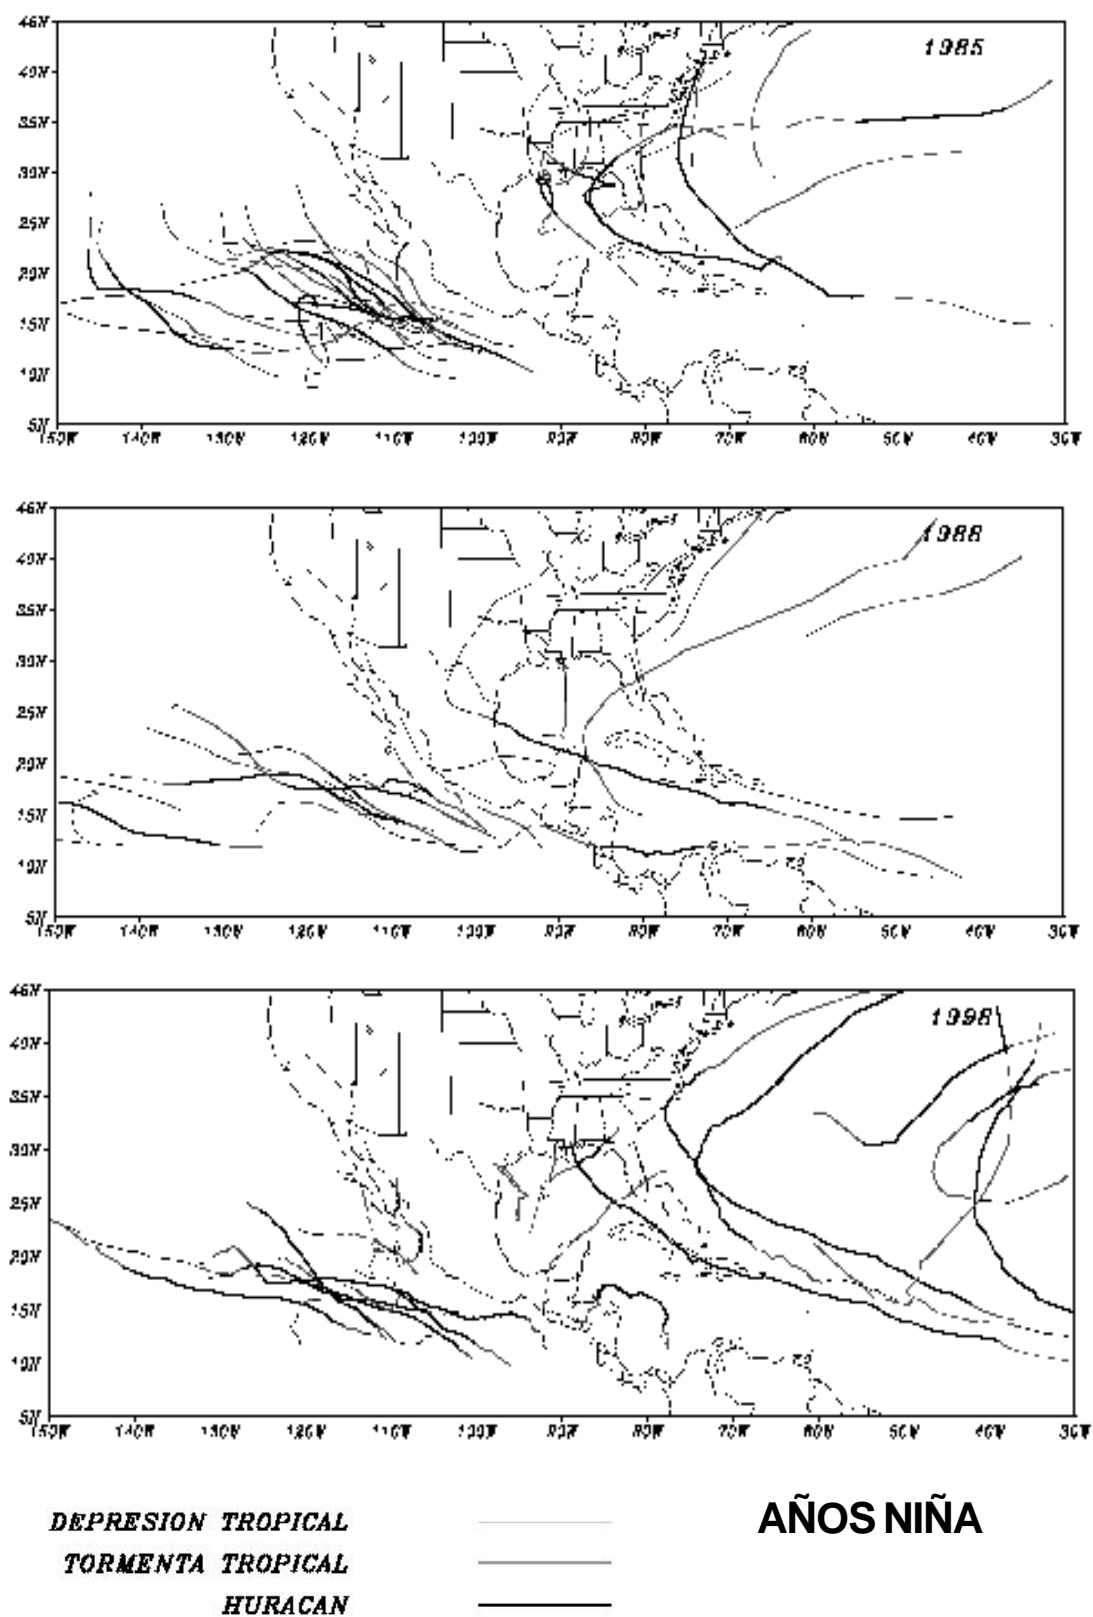 46N
1985
40N
35N
30N
25N
20N
15N
10N
5N
150W 140W 130W 120W 110W 100W 90W 80W 70W 60W 50W 40W 30W
46N
1988
40N
35N
30N
25N
20N
15N
10N
5N
150W 140W 130W 120W 110W 100W 90W 80W 70W 60W 50W 40W 30W
46N
1998
40N
35N
30N
25N
20N
15N
10N
5N
150W 140W 130W 120W 110W 100W 90W 80W 70W 60W 50W 40W 30W
AÑOS NIÑA
DEPRESION TROPICAL
TORMENTA TROPICAL
HURACAN